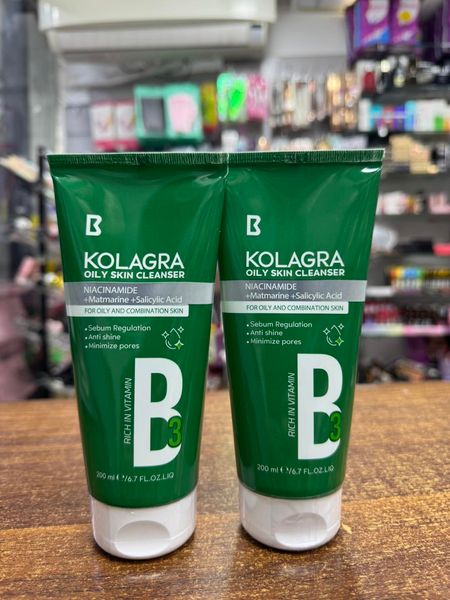 B
KOLAGRA
OILY SKIN CLEANSER
NIACINAMIDE
+Matmarine +Salicylic Acid
FOR OILY AND COMBINATION SKIN
• Sebum Regulation
• Anti shine
• Minimize pores
RICH IN VITAMIN
B3
200 ml ℮ /6.7 FL.OZ.LIQ
B
KOLAGRA
OILY SKIN CLEANSER
NIACINAMIDE
+Matmarine +Salicylic Acid
FOR OILY AND COMBINATION SKIN
• Sebum Regulation
• Anti shine
• Minimize pores
RICH IN VITAMIN
B3
200 ml ℮ /6.7 FL.OZ.LIQ